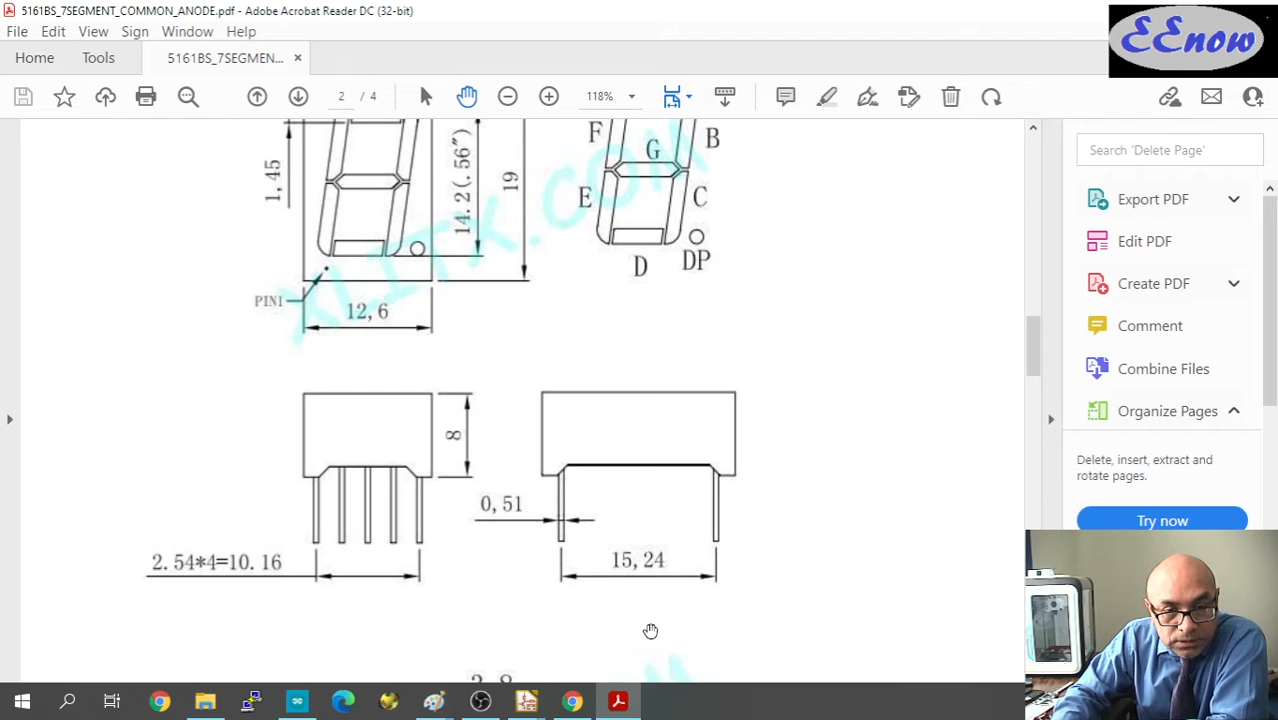 5161BS_7SEGMENT_COMMON_ANODE.pdf - Adobe Acrobat Reader DC (32-bit)
File Edit View Sign Window Help
Home Tools 5161BS_7SEGMEN... ×
2 / 4 118%
EEnow
Search 'Delete Page'
Export PDF
Edit PDF
Create PDF
Comment
Combine Files
Organize Pages
Delete, insert, extract and
rotate pages.
Try now
1,45
14.2(.56")
19
F B
G
E C
D DP
PIN1
12,6
XLITX.COM
8
0,51
2.54*4=10.16
15,24